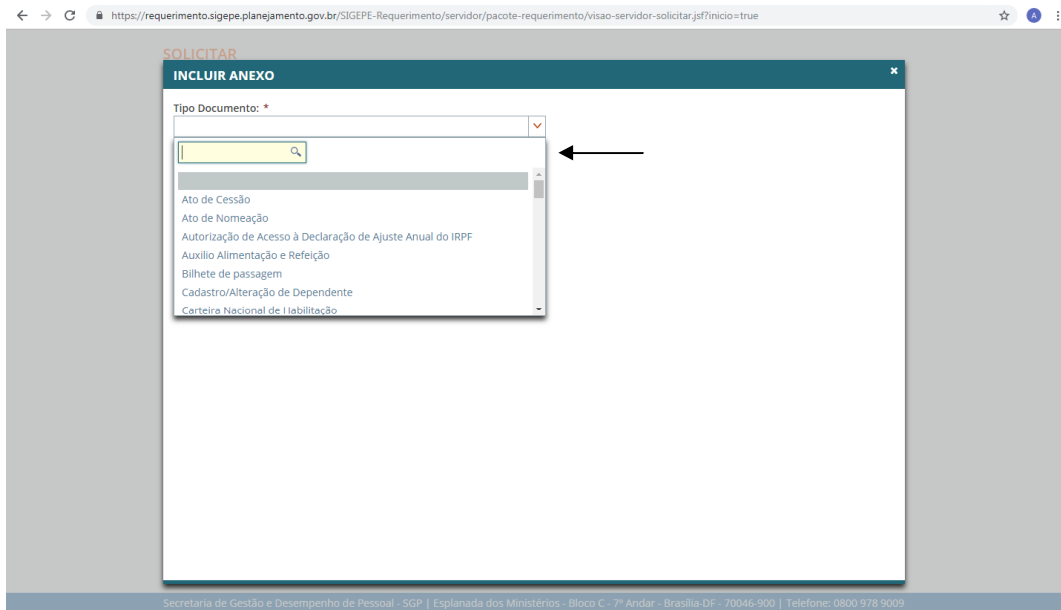 https://requerimento.sigepe.planejamento.gov.br/SIGEPE-Requerimento/servidor/pacote-requerimento/visao-servidor-solicitar.jsf?inicio=true
A
SOLICITAR
INCLUIR ANEXO
Tipo Documento: *
Ato de Cessão
Ato de Nomeação
Autorização de Acesso à Declaração de Ajuste Anual do IRPF
Auxilio Alimentação e Refeição
Bilhete de passagem
Cadastro/Alteração de Dependente
Carteira Nacional de Habilitação
Secretaria de Gestão e Desempenho de Pessoal - SGP | Esplanada dos Ministérios - Bloco C - 7º Andar - Brasília-DF - 70046-900 | Telefone: 0800 978 9009